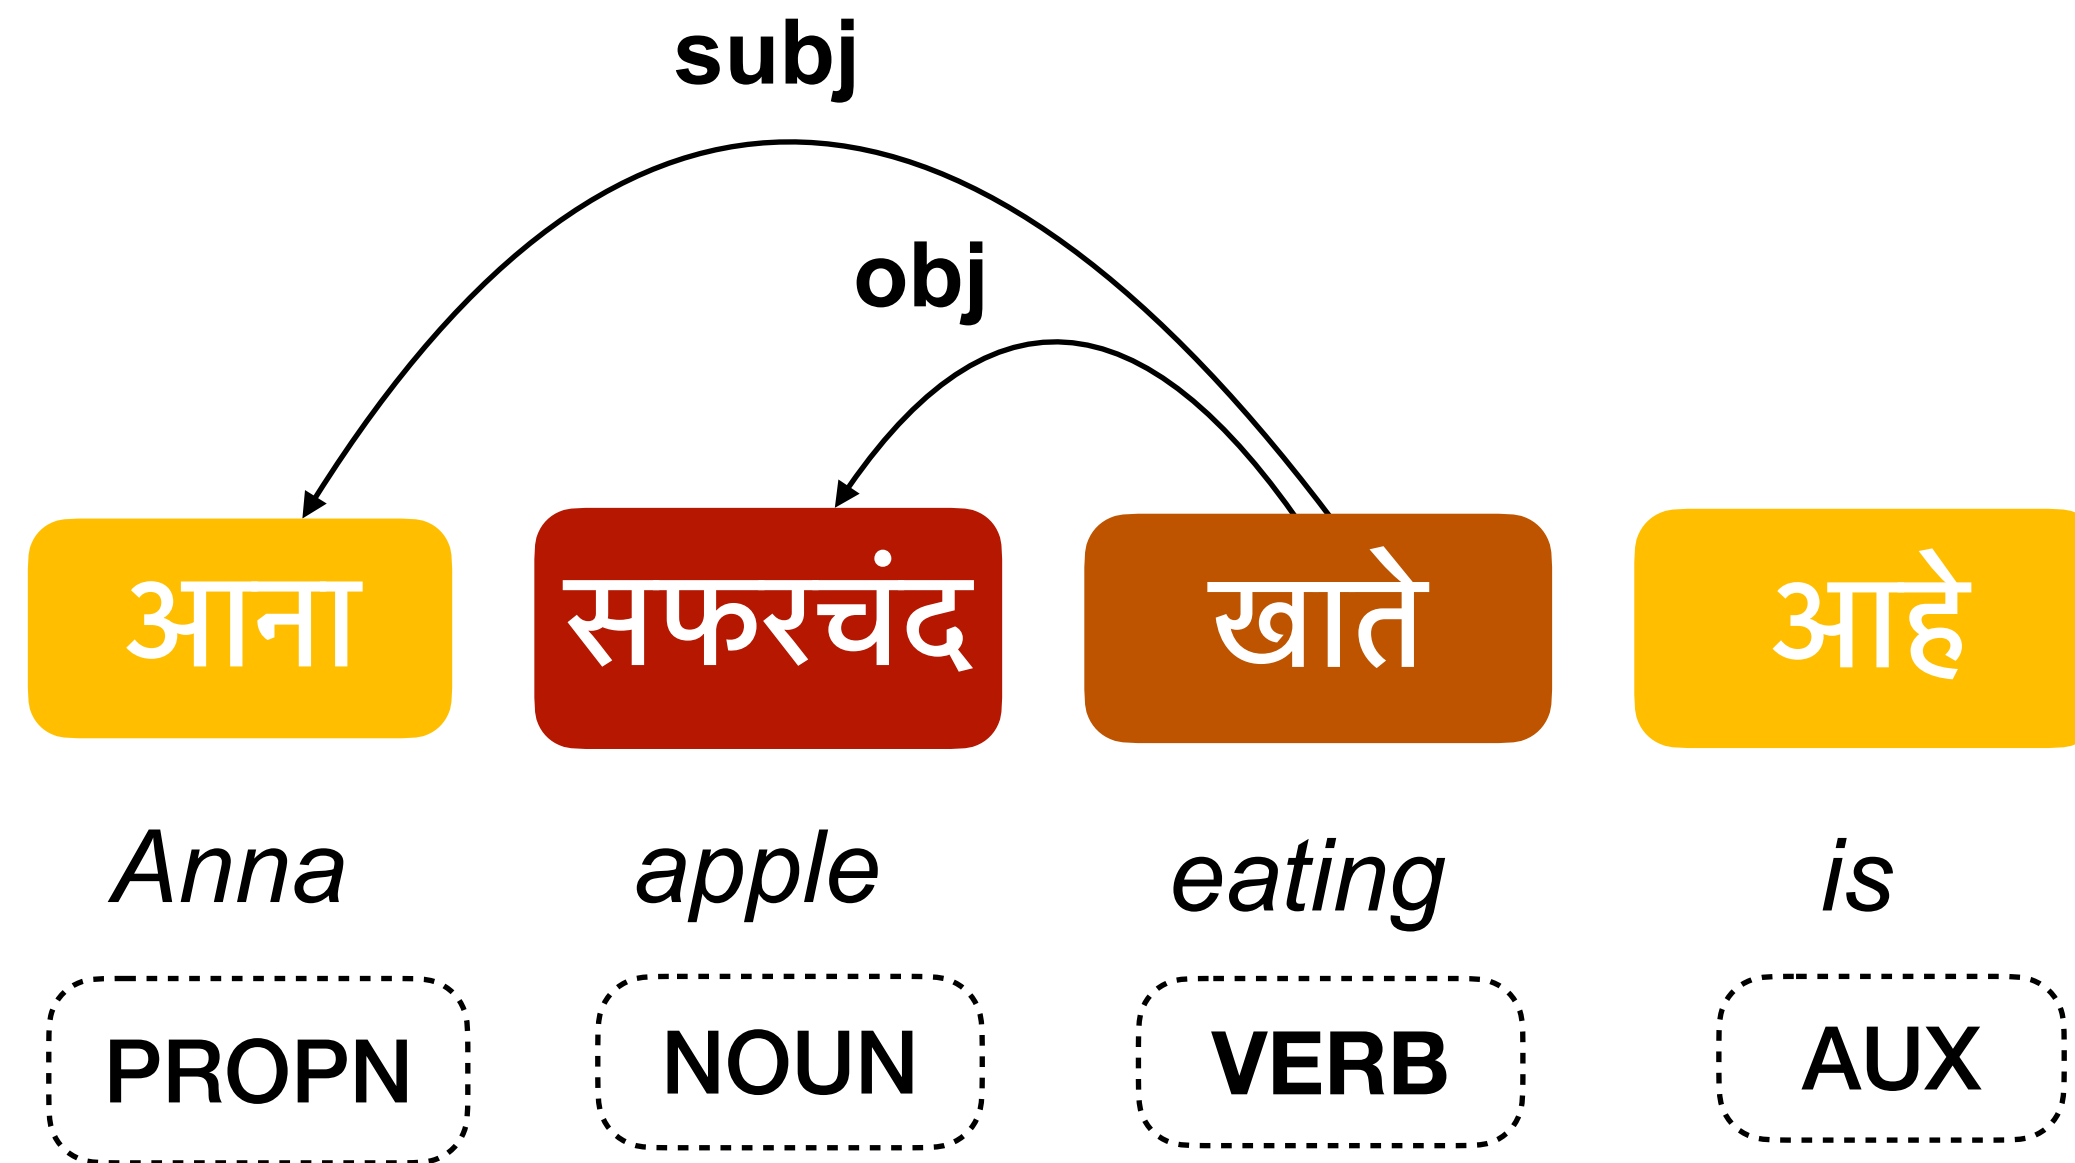 subj
obj
आना सफरचंद खाते आहे
Anna apple eating is
PROPN NOUN VERB AUX